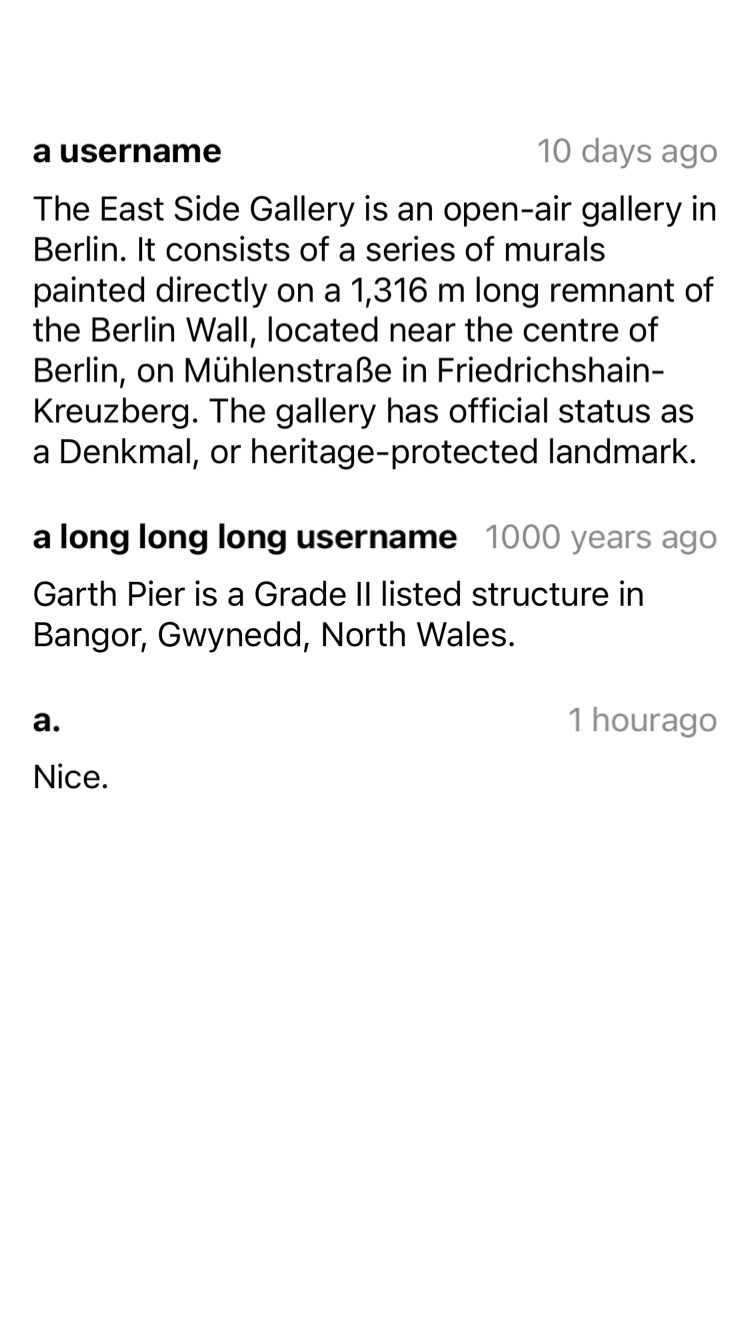 a username 10 days ago
The East Side Gallery is an open-air gallery in
Berlin. It consists of a series of murals
painted directly on a 1,316 m long remnant of
the Berlin Wall, located near the centre of
Berlin, on Mühlenstraße in Friedrichshain-
Kreuzberg. The gallery has official status as
a Denkmal, or heritage-protected landmark.
a long long long username 1000 years ago
Garth Pier is a Grade II listed structure in
Bangor, Gwynedd, North Wales.
a. 1 hourago
Nice.